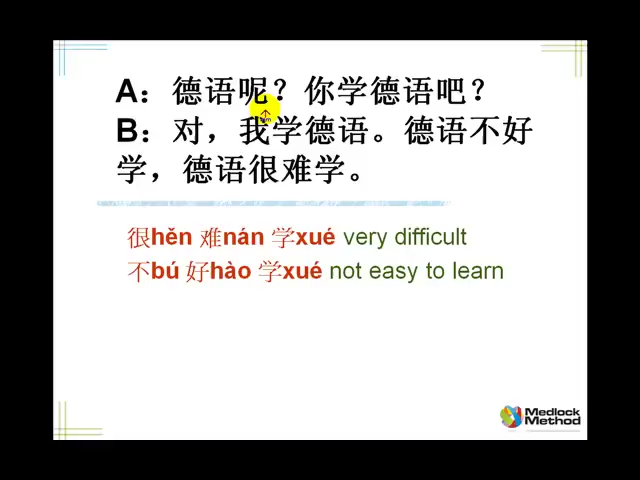 A：德语呢？你学德语吧？
B：对，我学德语。德语不好
学，德语很难学。
很hěn 难nán 学xué very difficult
不bú 好hào 学xué not easy to learn
Medlock
Method